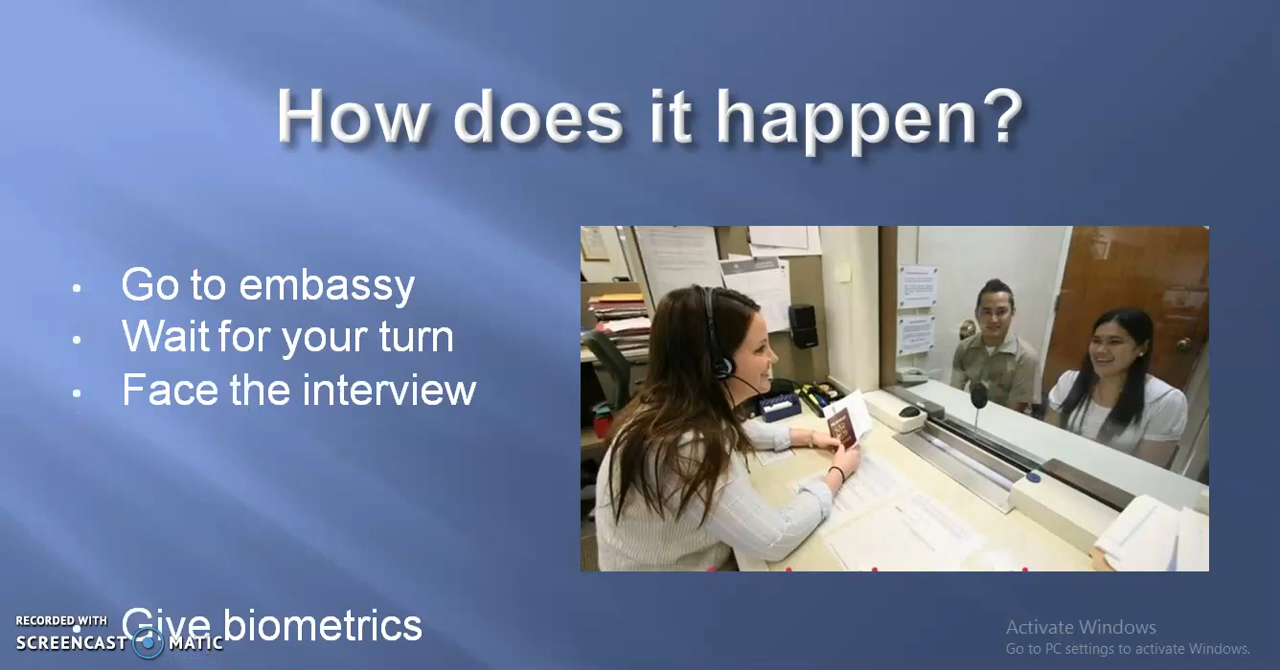 How does it happen?
• Go to embassy
• Wait for your turn
• Face the interview
• Give biometrics
RECORDED WITH
SCREENCAST MATIC
Activate Windows
Go to PC settings to activate Windows.